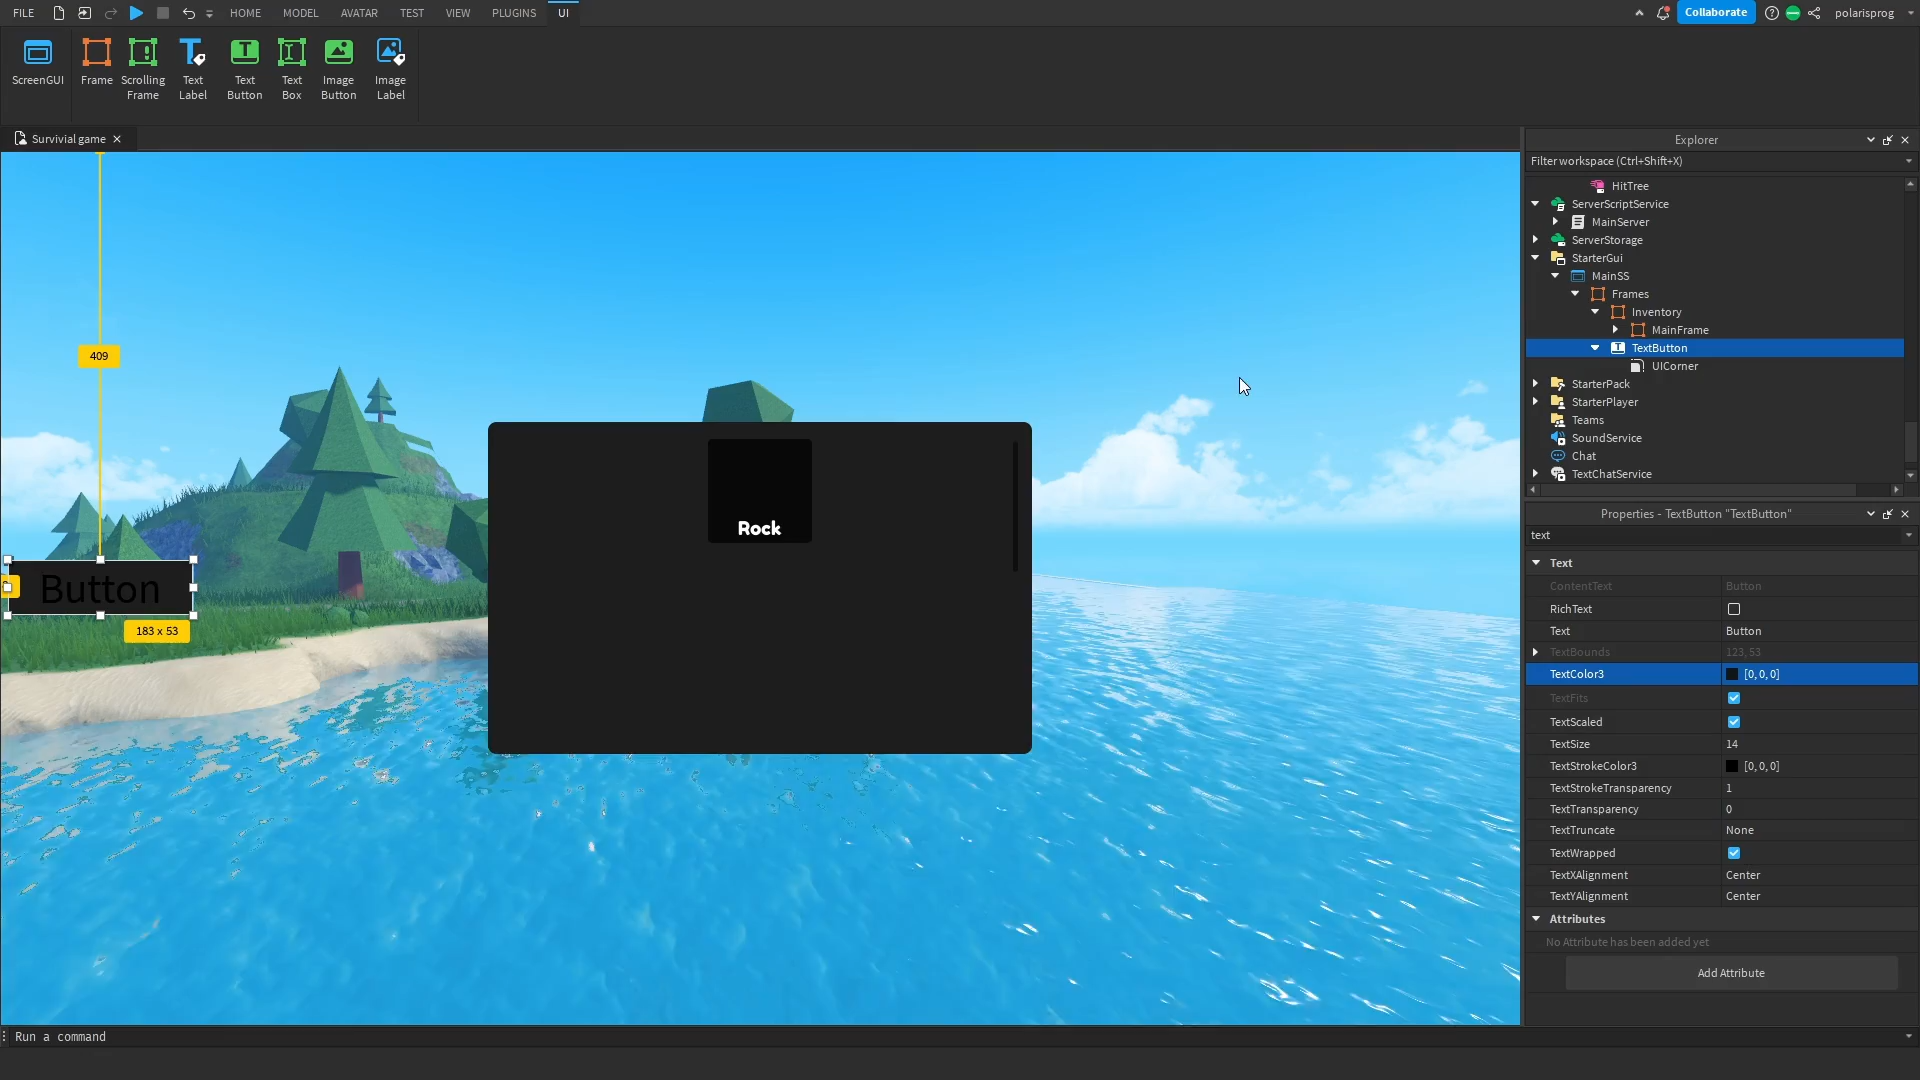 FILE
HOME
MODEL
AVATAR
TEST
VIEW
PLUGINS
UI
Collaborate
polarisprog
ScreenGUI
Frame
Scrolling
Frame
Text
Label
Text
Button
Text
Box
Image
Button
Image
Label
Survivial game
409
Button
183 x 53
Rock
Explorer
Filter workspace (Ctrl+Shift+X)
HitTree
ServerScriptService
MainServer
ServerStorage
StarterGui
MainSS
Frames
Inventory
MainFrame
TextButton
UICorner
StarterPack
StarterPlayer
Teams
SoundService
Chat
TextChatService
Properties - TextButton "TextButton"
text
Text
ContentText Button
RichText
Text Button
TextBounds 123, 53
TextColor3 [0, 0, 0]
TextFits
TextScaled
TextSize 14
TextStrokeColor3 [0, 0, 0]
TextStrokeTransparency 1
TextTransparency 0
TextTruncate None
TextWrapped
TextXAlignment Center
TextYAlignment Center
Attributes
No Attribute has been added yet
Add Attribute
Run a command